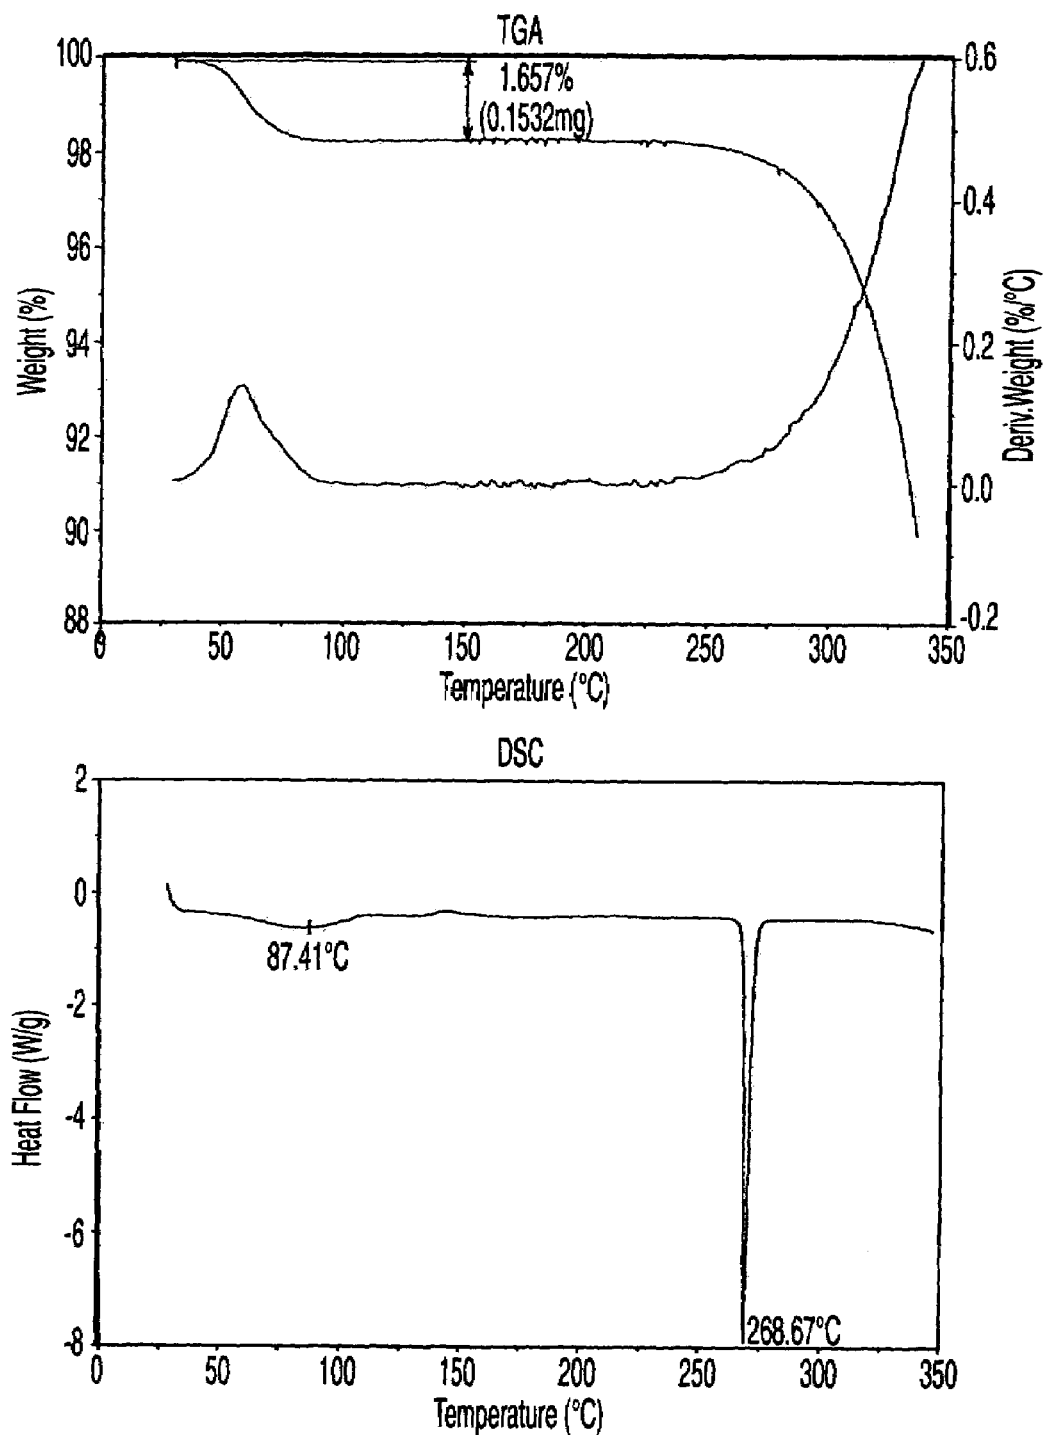 TGA
100
98
96
94
92
90
88
Weight (%)
1.657%
(0.1532mg)
0.6
0.4
0.2
0.0
-0.2
Deriv.Weight (%/°C)
0 50 100 150 200 250 300 350
Temperature (°C)
DSC
2
0
-2
-4
-6
-8
Heat Flow (W/g)
87.41°C
268.67°C
0 50 100 150 200 250 300 350
Temperature (°C)